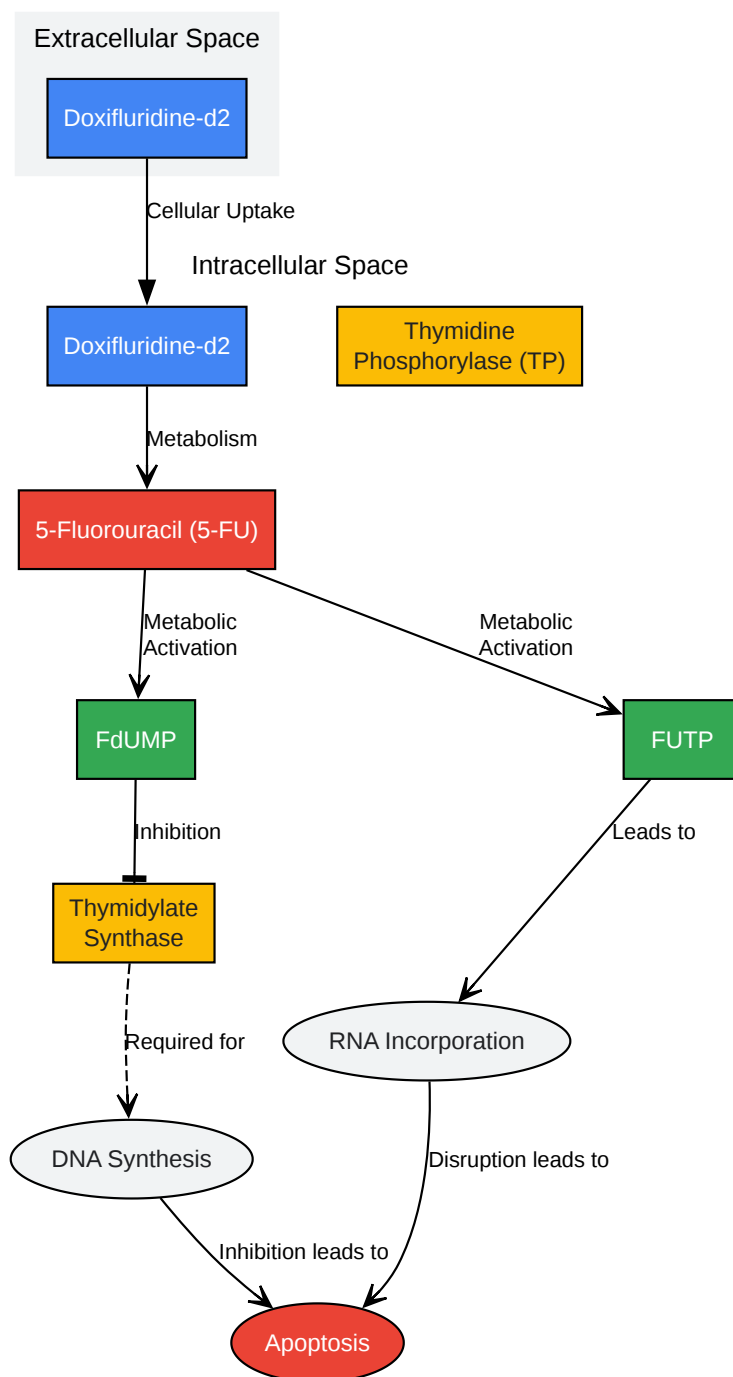 Extracellular Space
Doxifluridine-d2
Cellular Uptake
Intracellular Space
Doxifluridine-d2
Thymidine
Phosphorylase (TP)
Metabolism
5-Fluorouracil (5-FU)
Metabolic
Activation
Metabolic
Activation
FdUMP
FUTP
Inhibition
Leads to
Thymidylate
Synthase
Required for
RNA Incorporation
DNA Synthesis
Disruption leads to
Inhibition leads to
Apoptosis